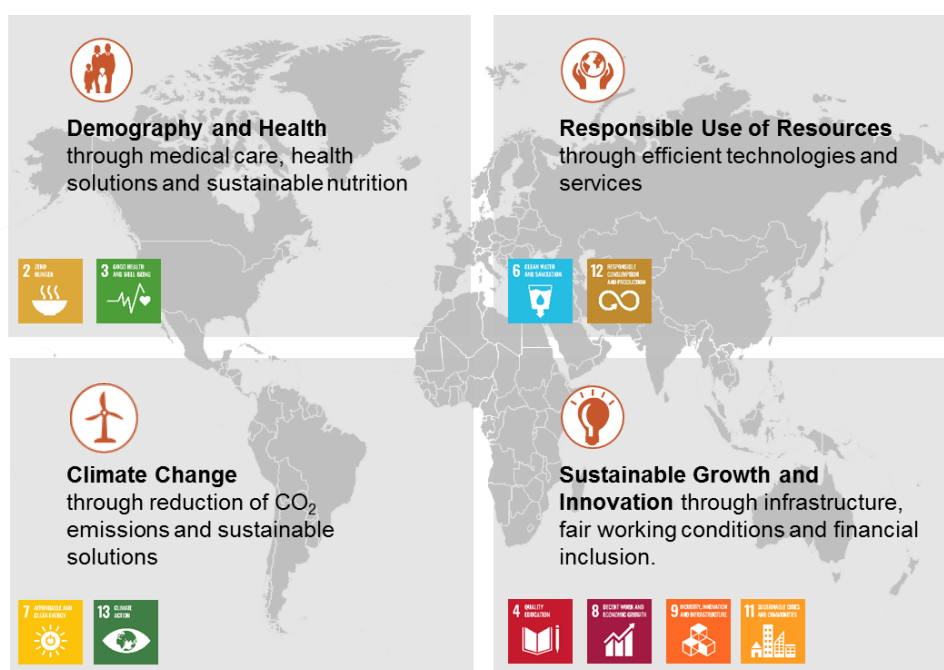 Demography and Health
through medical care, health
solutions and sustainable nutrition
2 ZERO
HUNGER
3 GOOD HEALTH
AND WELL-BEING
Responsible Use of Resources
through efficient technologies and
services
6 CLEAN WATER
AND SANITATION
12 RESPONSIBLE
CONSUMPTION
AND PRODUCTION
Climate Change
through reduction of CO₂
emissions and sustainable
solutions
7 AFFORDABLE AND
CLEAN ENERGY
13 CLIMATE
ACTION
Sustainable Growth and
Innovation through infrastructure,
fair working conditions and financial
inclusion.
4 QUALITY
EDUCATION
8 DECENT WORK AND
ECONOMIC GROWTH
9 INDUSTRY, INNOVATION
AND INFRASTRUCTURE
11 SUSTAINABLE CITIES
AND COMMUNITIES